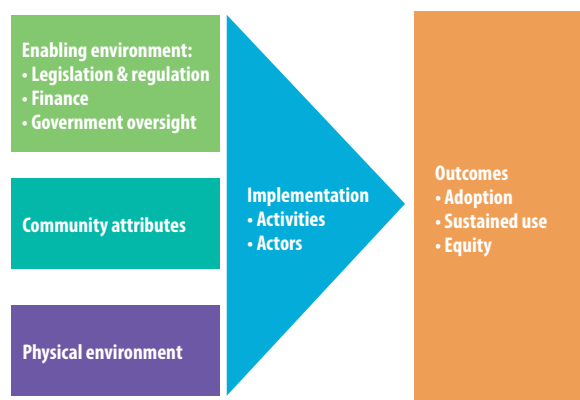 Enabling environment:
• Legislation & regulation
• Finance
• Government oversight
Community attributes
Physical environment
Implementation
• Activities
• Actors
Outcomes
• Adoption
• Sustained use
• Equity